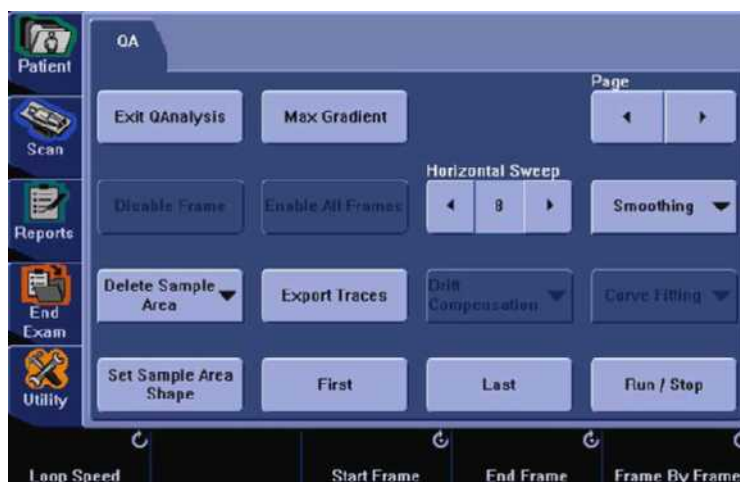 Patient
QA
Page
Exit QAnalysis
Max Gradient
Scan
Horizontal Sweep
Disable Frame
Enable All Frames
8
Smoothing
Reports
Delete Sample
Area
Export Traces
Drift
Compensation
Curve Fitting
End
Exam
Set Sample Area
Shape
First
Last
Run / Stop
Utility
Loop Speed
Start Frame
End Frame
Frame By Frame